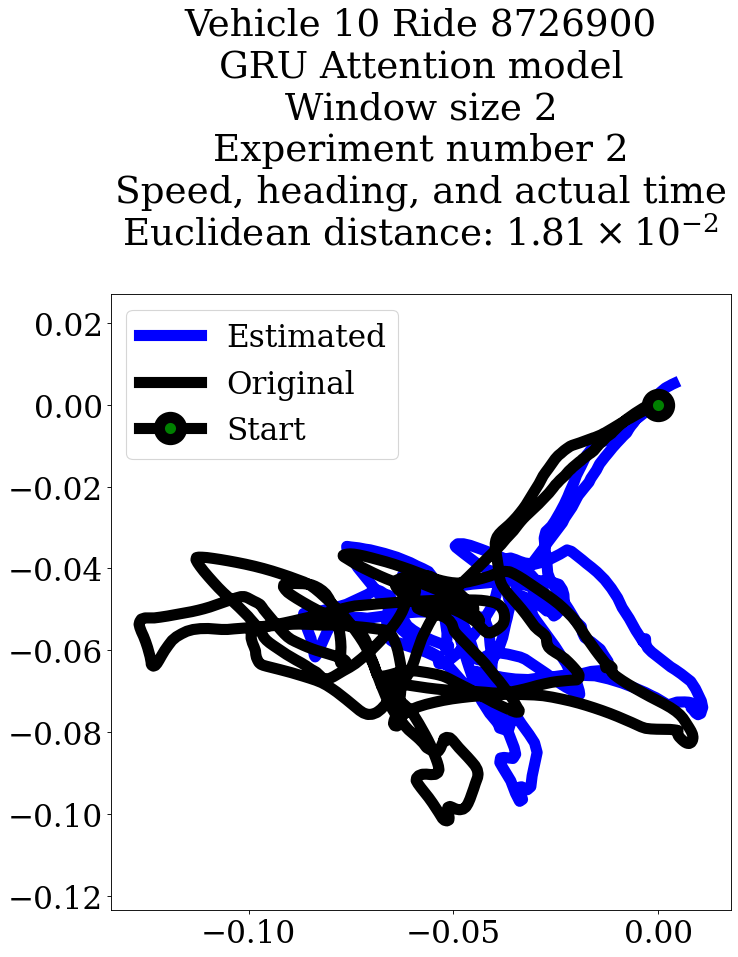 Vehicle 10 Ride 8726900
GRU Attention model
Window size 2
Experiment number 2
Speed, heading, and actual time
Euclidean distance: 1.81 × 10⁻²
Estimated
Original
Start
0.02
0.00
−0.02
−0.04
−0.06
−0.08
−0.10
−0.12
−0.10
−0.05
0.00